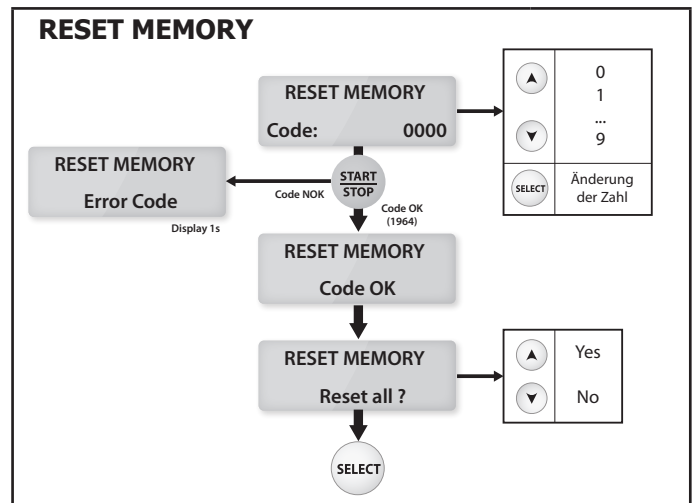 RESET MEMORY
RESET MEMORY
Code: 0000
0
1
...
9
SELECT
Änderung
der Zahl
RESET MEMORY
Error Code
Display 1s
Code NOK
START
STOP
Code OK
(1964)
RESET MEMORY
Code OK
RESET MEMORY
Reset all ?
Yes
No
SELECT